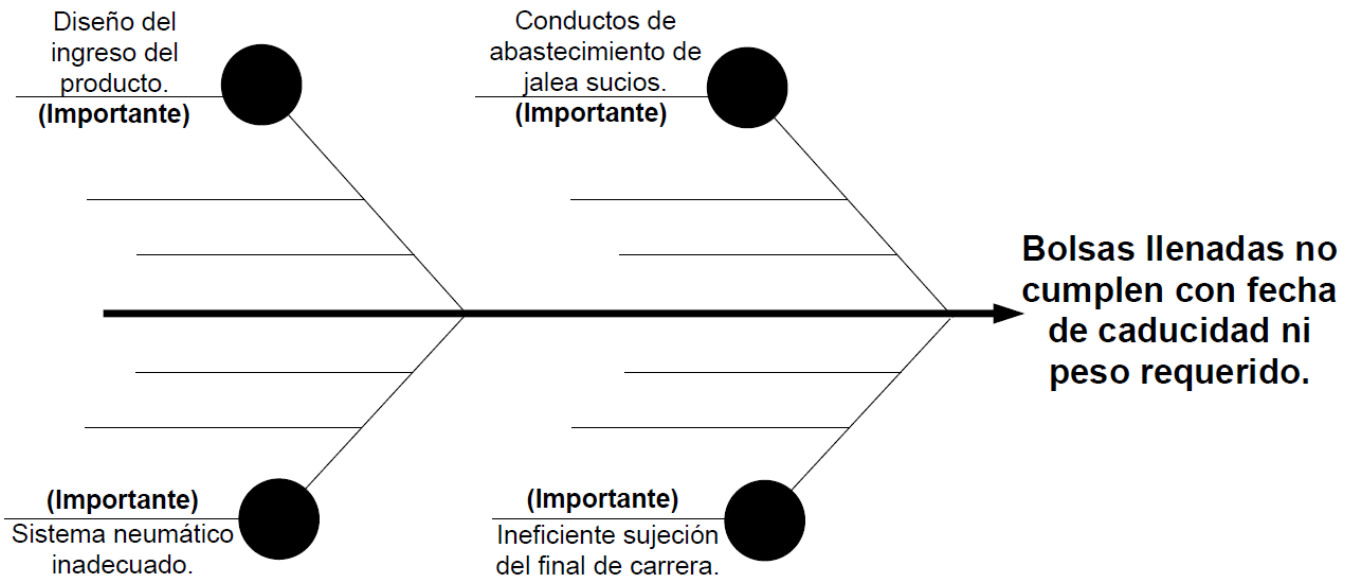 Diseño del
ingreso del
producto.
(Importante)
Conductos de
abastecimiento de
jalea sucios.
(Importante)
Bolsas llenadas no
cumplen con fecha
de caducidad ni
peso requerido.
(Importante)
Sistema neumático
inadecuado.
(Importante)
Ineficiente sujeción
del final de carrera.